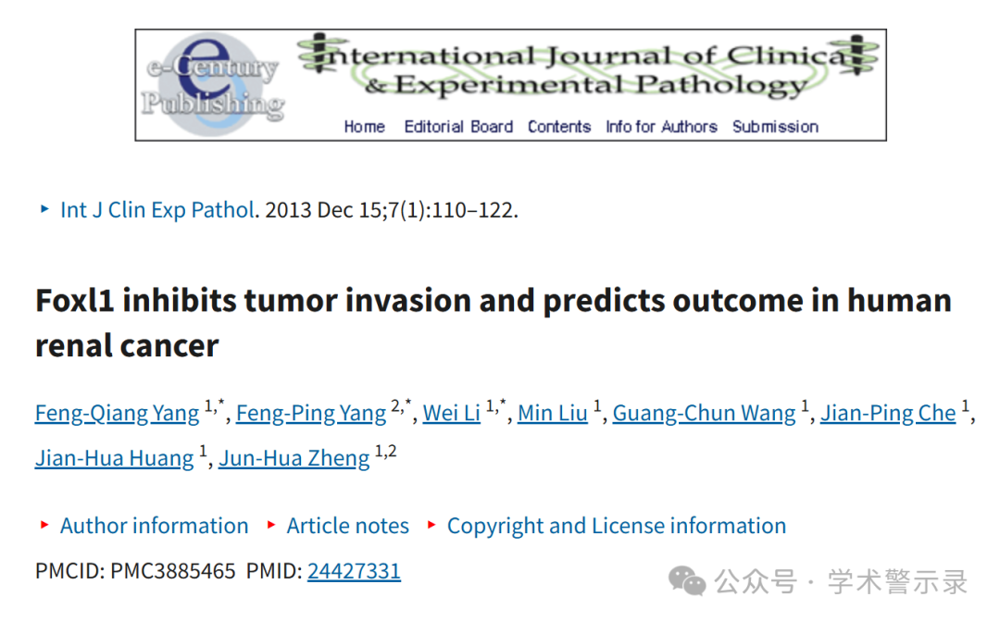 e-Century
Publishing
International Journal of Clinical
& Experimental Pathology
Home Editorial Board Contents Info for Authors Submission
Int J Clin Exp Pathol. 2013 Dec 15;7(1):110–122.
Foxl1 inhibits tumor invasion and predicts outcome in human
renal cancer
Feng-Qiang Yang 1,*, Feng-Ping Yang 2,*, Wei Li 1,*, Min Liu 1, Guang-Chun Wang 1, Jian-Ping Che 1,
Jian-Hua Huang 1, Jun-Hua Zheng 1,2
Author information Article notes Copyright and License information
PMCID: PMC3885465 PMID: 24427331
公众号 · 学术警示录